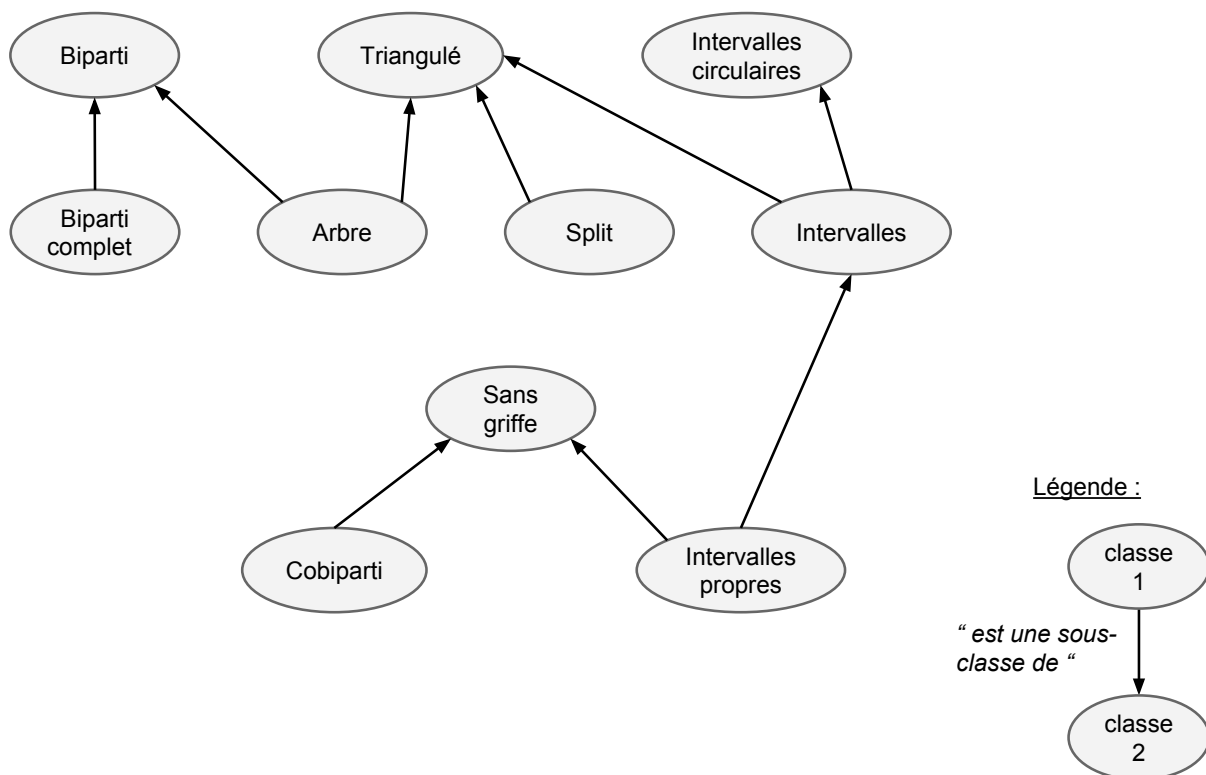 Biparti
Triangulé
Intervalles
circulaires
Biparti
complet
Arbre
Split
Intervalles
Sans
griffe
Cobiparti
Intervalles
propres
Légende :
classe
1
“ est une sous-
classe de “
classe
2